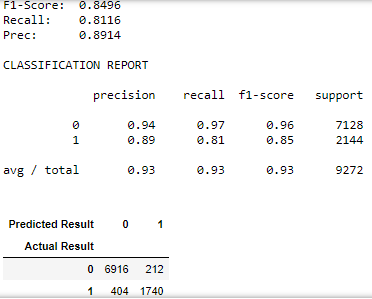 F1-Score: 0.8496
Recall: 0.8116
Prec: 0.8914
CLASSIFICATION REPORT
precision recall f1-score support
0 0.94 0.97 0.96 7128
1 0.89 0.81 0.85 2144
avg / total 0.93 0.93 0.93 9272
Predicted Result 0 1
Actual Result
0 6916 212
1 404 1740